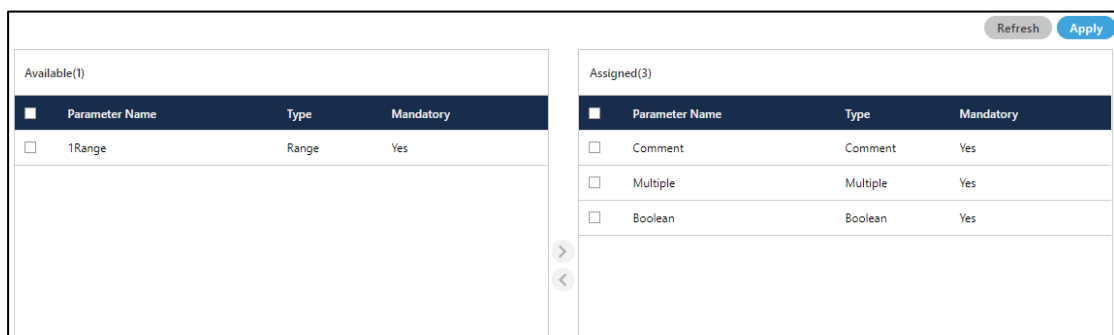 Refresh Apply
Available(1)
Parameter Name Type Mandatory
1Range Range Yes
Assigned(3)
Parameter Name Type Mandatory
Comment Comment Yes
Multiple Multiple Yes
Boolean Boolean Yes